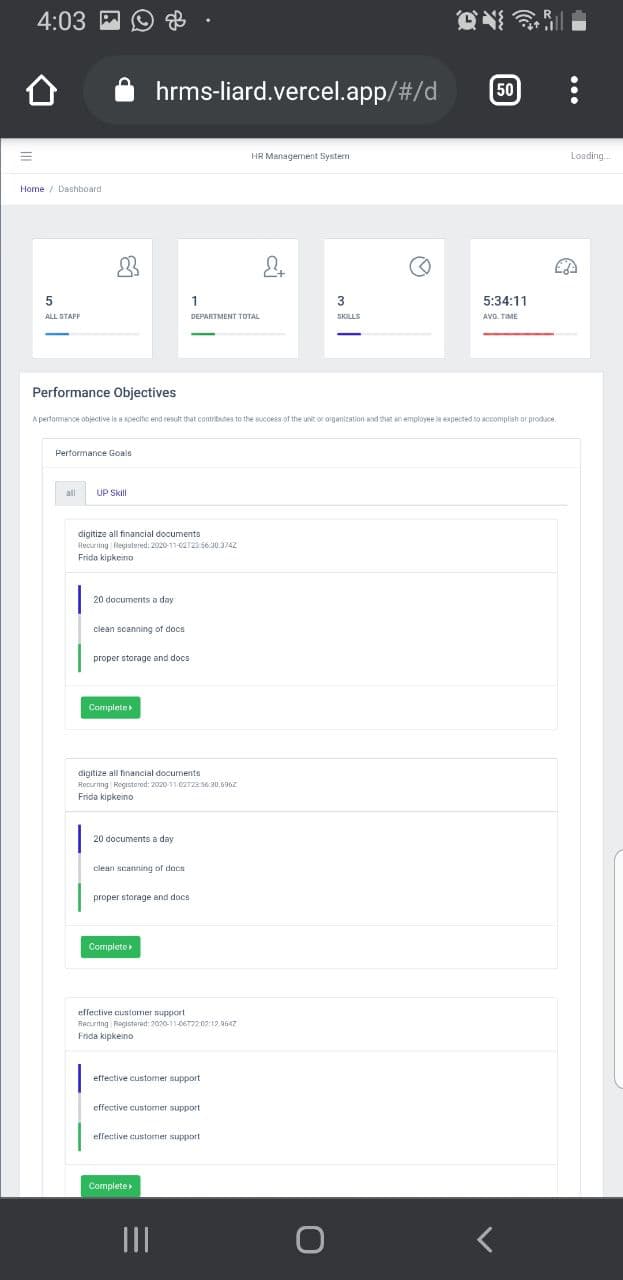 4:03
R
hrms-liard.vercel.app/#/d
50
HR Management System
Loading...
Home / Dashboard
5
ALL STAFF
1
DEPARTMENT TOTAL
3
SKILLS
5:34:11
AVG. TIME
Performance Objectives
A performance objective is a specific end result that contributes to the success of the unit or organization and that an employee is expected to accomplish or produce.
Performance Goals
all
UP Skill
digitize all financial documents
Recurring | Registered: 2020-11-02T23:56:30.374Z
Frida kipkeino
20 documents a day
clean scanning of docs
proper storage and docs
Complete
digitize all financial documents
Recurring | Registered: 2020-11-02T23:56:30.696Z
Frida kipkeino
20 documents a day
clean scanning of docs
proper storage and docs
Complete
effective customer support
Recurring | Registered: 2020-11-06T22:02:12.964Z
Frida kipkeino
effective customer support
effective customer support
effective customer support
Complete